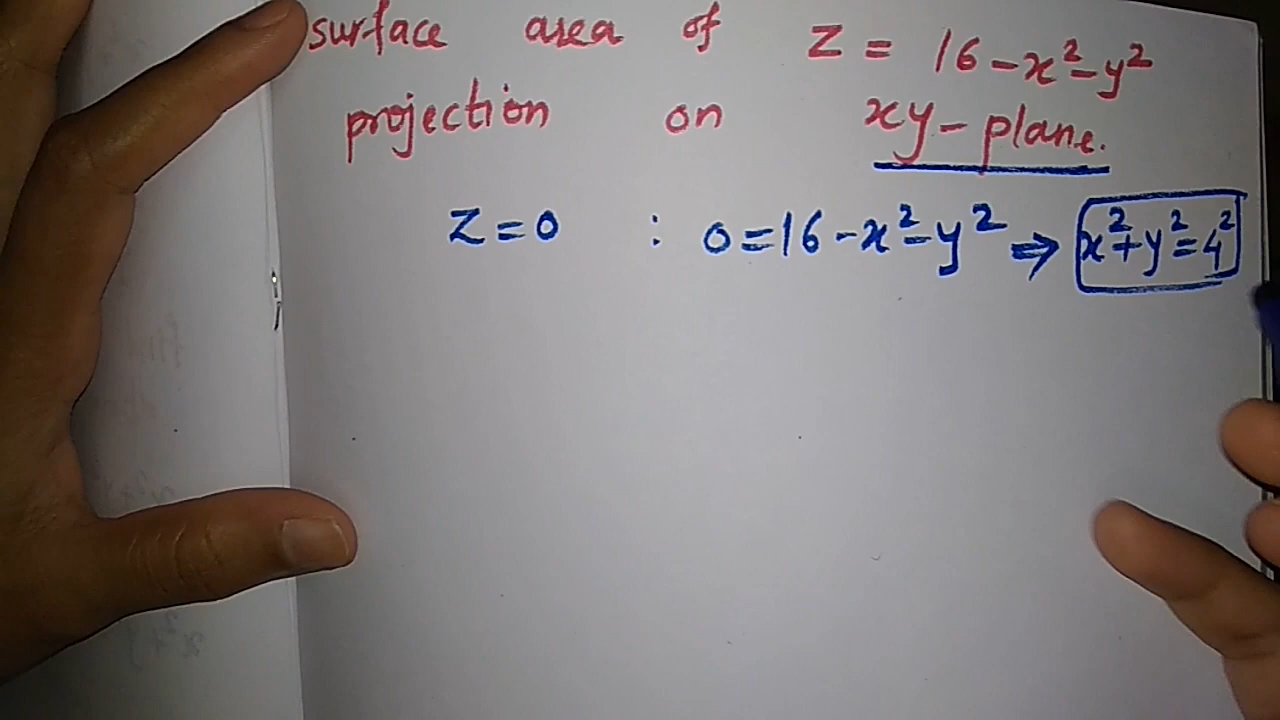 surface area of z = 16-x²-y²
projection on xy-plane.
z=0 : 0=16-x²-y² ⇒ x²+y²=4²